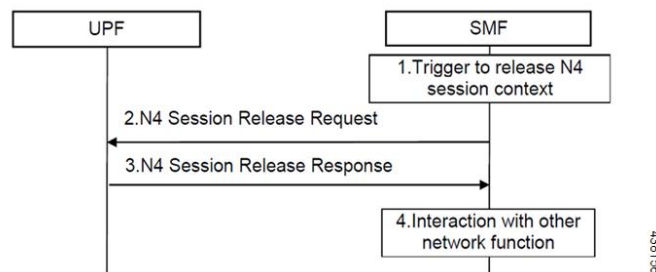 UPF
SMF
1.Trigger to release N4
session context
2.N4 Session Release Request
3.N4 Session Release Response
4.Interaction with other
network function